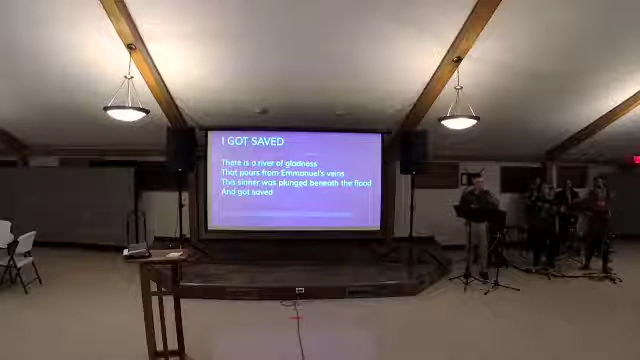 I GOT SAVED
There is a river of gladness
That pours from Emmanuel's veins
This sinner was plunged beneath the flood
And got saved